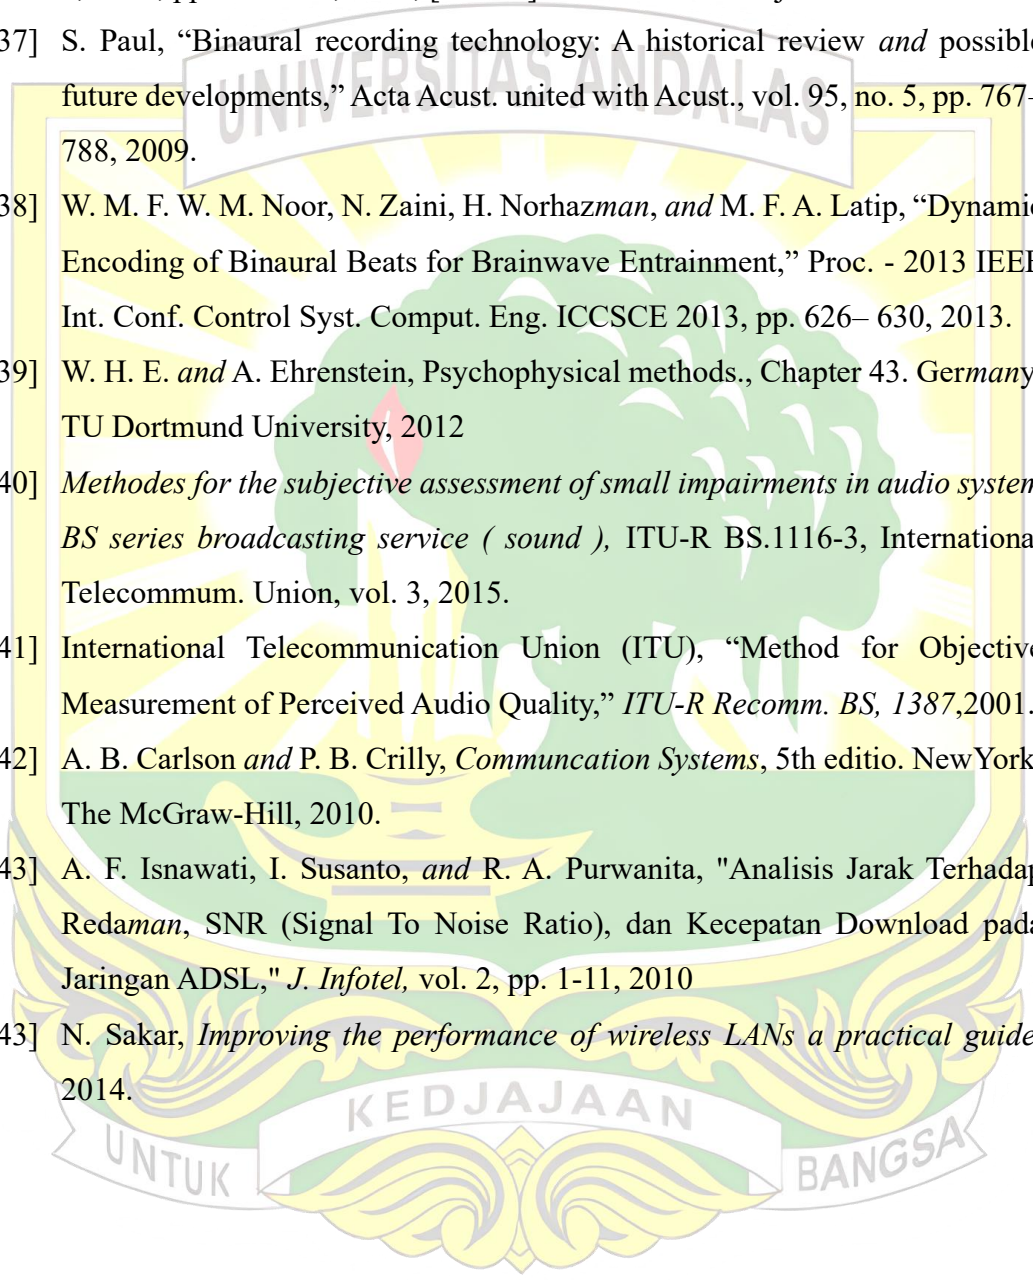 37] S. Paul, “Binaural recording technology: A historical review and possible
future developments,” Acta Acust. united with Acust., vol. 95, no. 5, pp. 767–
788, 2009.
38] W. M. F. W. M. Noor, N. Zaini, H. Norhazman, and M. F. A. Latip, “Dynamic
Encoding of Binaural Beats for Brainwave Entrainment,” Proc. - 2013 IEEE
Int. Conf. Control Syst. Comput. Eng. ICCSCE 2013, pp. 626– 630, 2013.
39] W. H. E. and A. Ehrenstein, Psychophysical methods., Chapter 43. Germany
TU Dortmund University, 2012
40] Methodes for the subjective assessment of small impairments in audio system
BS series broadcasting service ( sound ), ITU-R BS.1116-3, Internationa
Telecommum. Union, vol. 3, 2015.
41] International Telecommunication Union (ITU), “Method for Objective
Measurement of Perceived Audio Quality,” ITU-R Recomm. BS, 1387,2001.
42] A. B. Carlson and P. B. Crilly, Communcation Systems, 5th editio. NewYork
The McGraw-Hill, 2010.
43] A. F. Isnawati, I. Susanto, and R. A. Purwanita, "Analisis Jarak Terhadap
Redaman, SNR (Signal To Noise Ratio), dan Kecepatan Download pada
Jaringan ADSL," J. Infotel, vol. 2, pp. 1-11, 2010
43] N. Sakar, Improving the performance of wireless LANs a practical guide
2014.
UNIVERSITAS ANDALAS
UNTUK KEDJAJAAN BANGSA